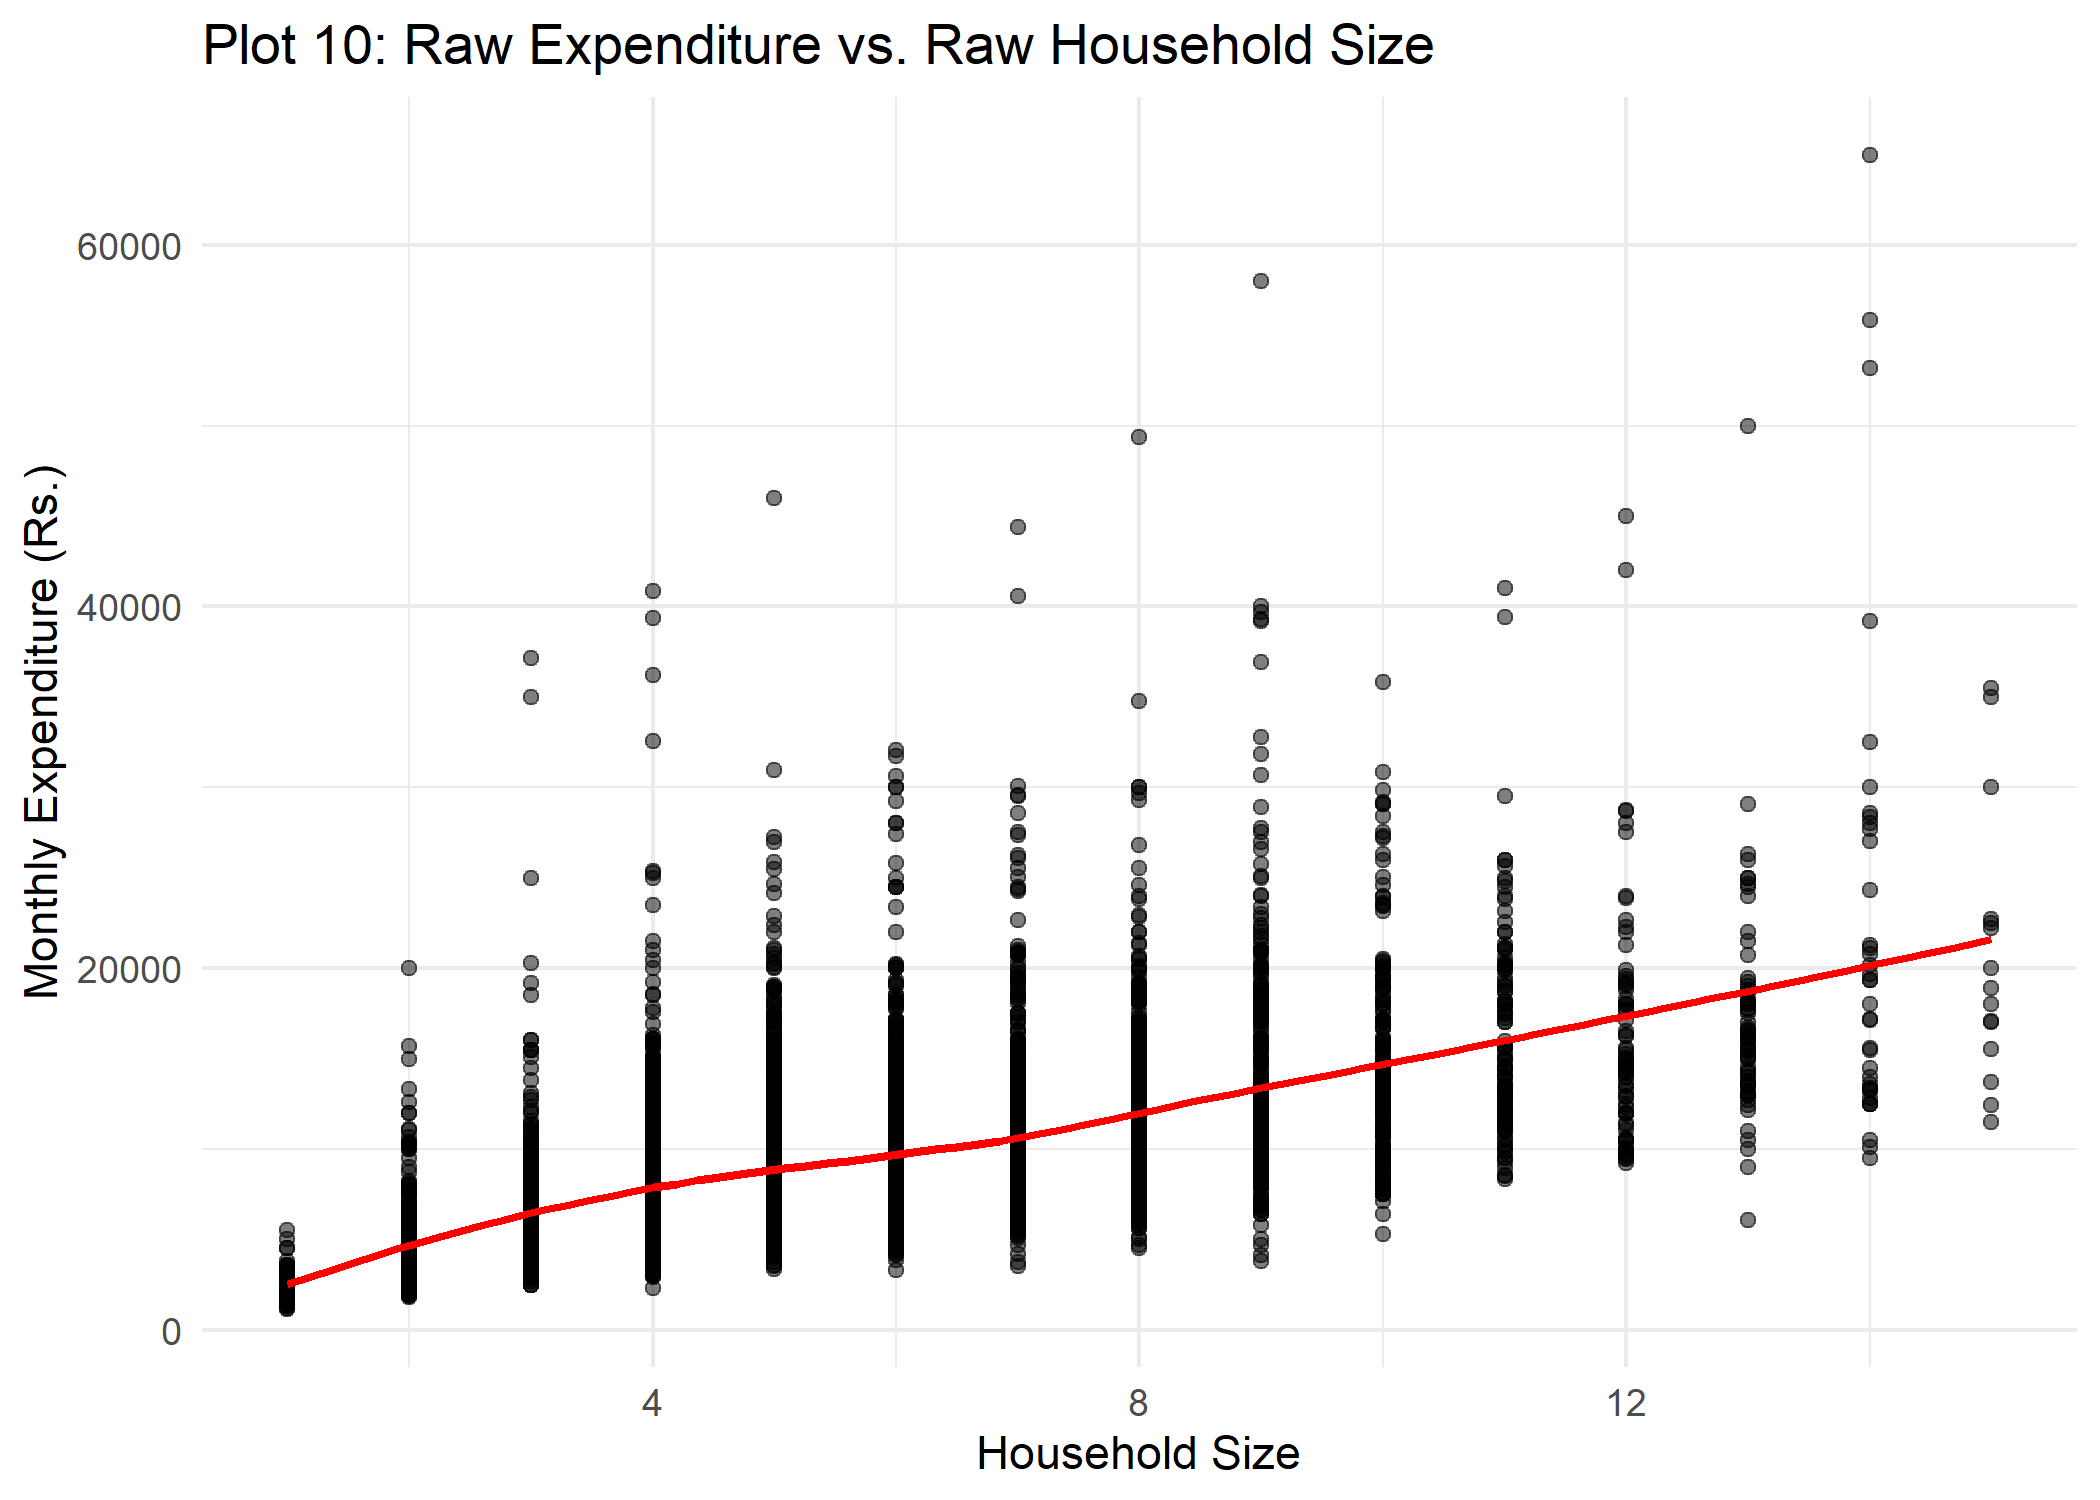 Plot 10: Raw Expenditure vs. Raw Household Size
Monthly Expenditure (Rs.)
60000
40000
20000
0
4 8 12
Household Size